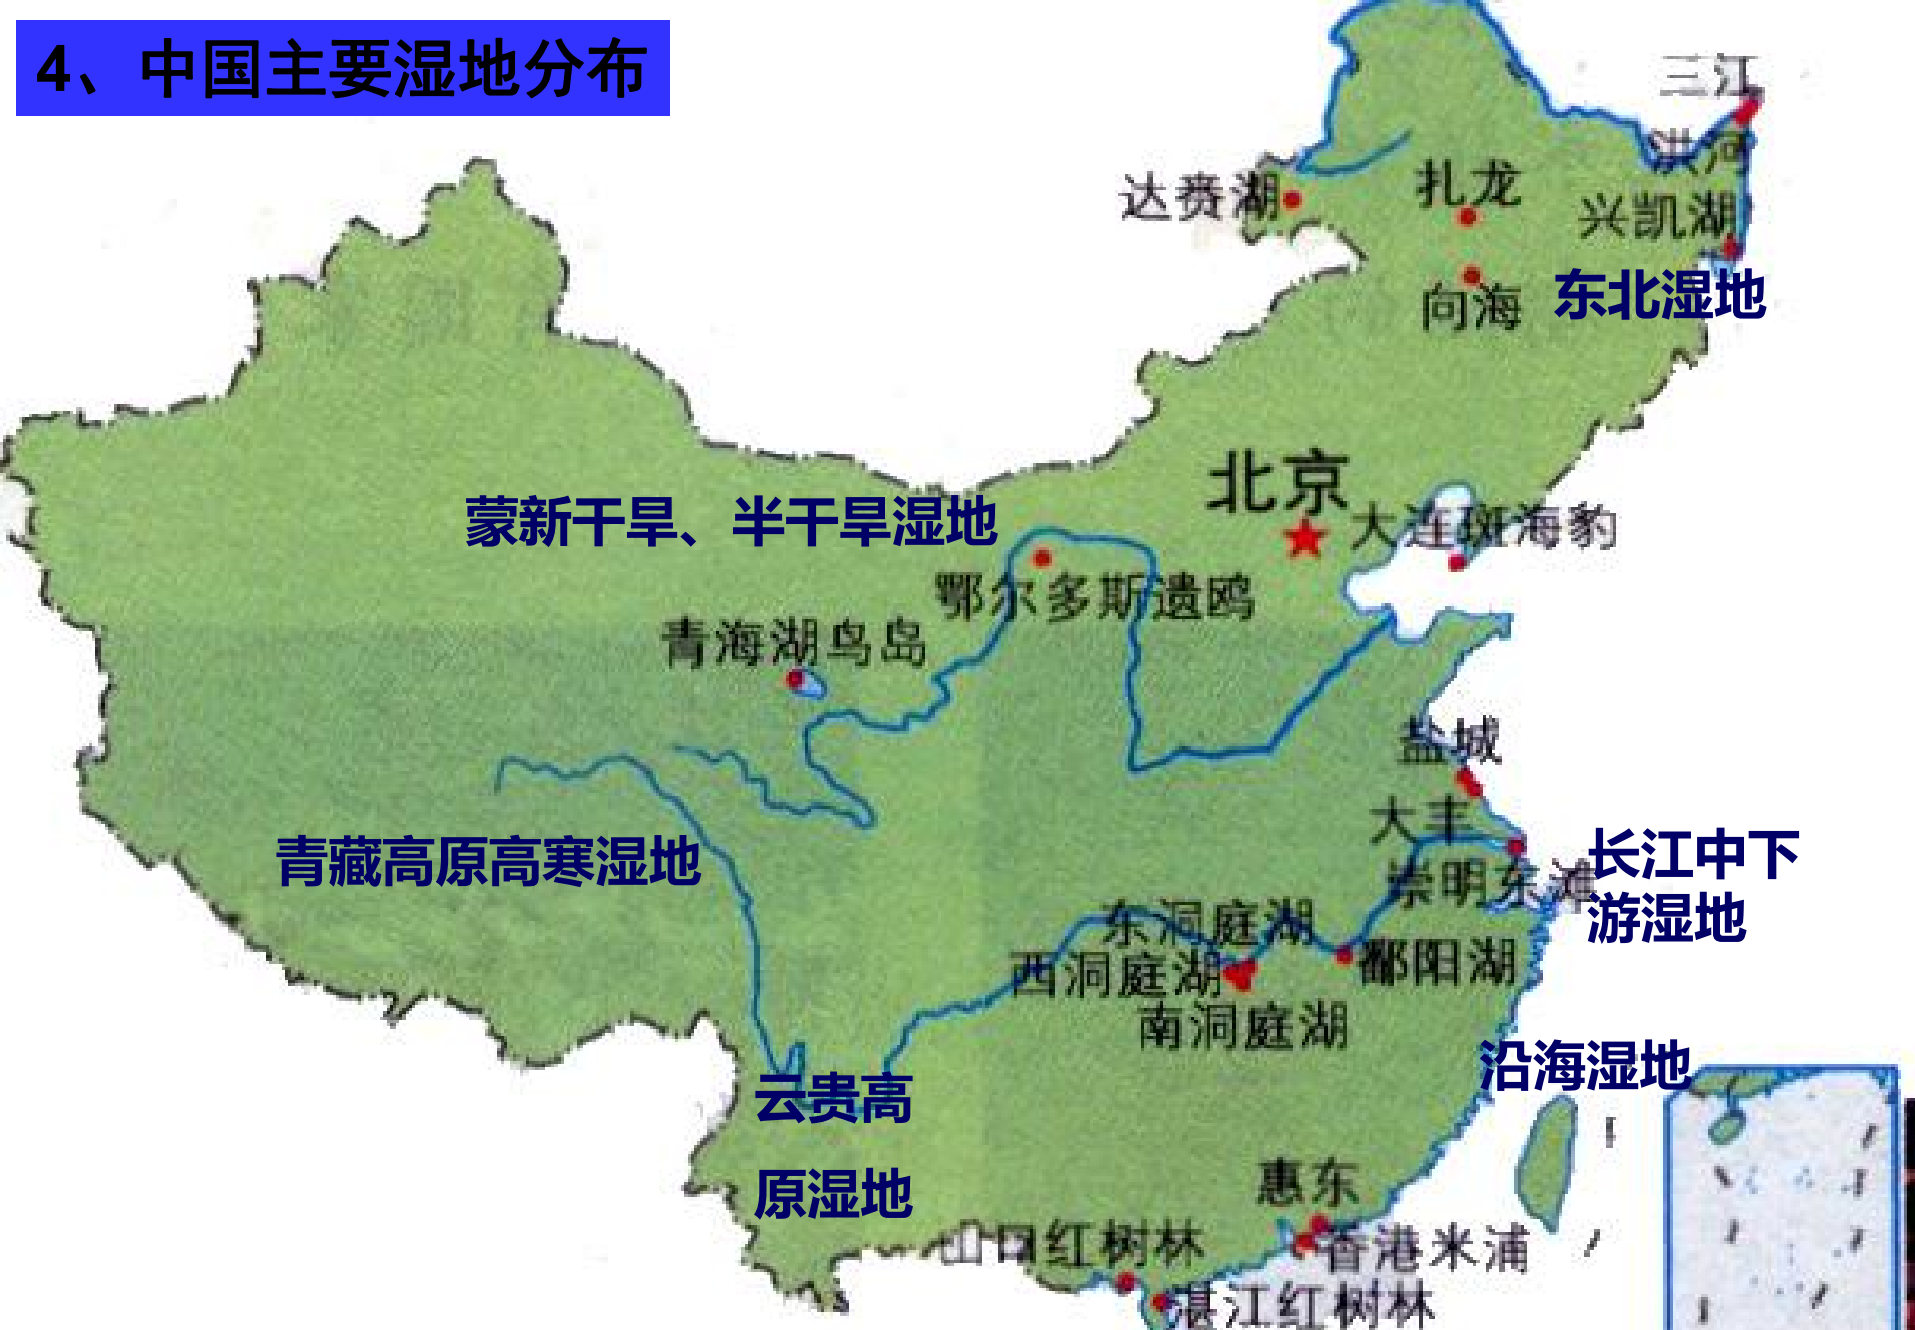 4、中国主要湿地分布
三江
洪河
达赉湖
扎龙
兴凯湖
向海
东北湿地
北京
大连斑海豹
蒙新干旱、半干旱湿地
鄂尔多斯遗鸥
青海湖鸟岛
盐城
大丰
青藏高原高寒湿地
长江中下
游湿地
崇明东滩
东洞庭湖
西洞庭湖
鄱阳湖
南洞庭湖
沿海湿地
云贵高
原湿地
惠东
山口红树林
香港米浦
湛江红树林